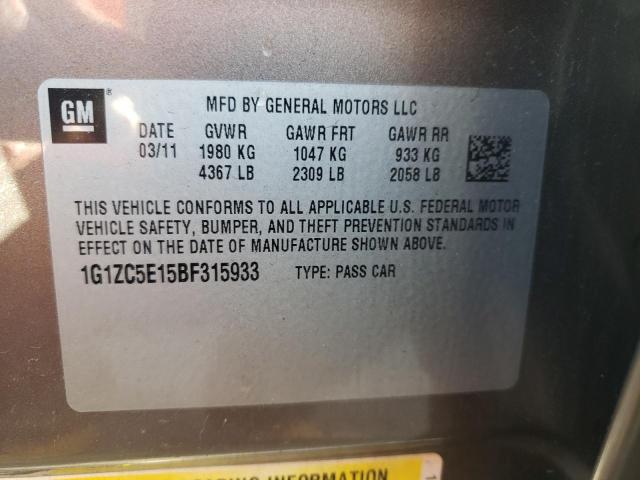 GM
MFD BY GENERAL MOTORS LLC
DATE GVWR GAWR FRT GAWR RR
03/11 1980 KG 1047 KG 933 KG
4367 LB 2309 LB 2058 LB
THIS VEHICLE CONFORMS TO ALL APPLICABLE U.S. FEDERAL MOTOR
VEHICLE SAFETY, BUMPER, AND THEFT PREVENTION STANDARDS IN
EFFECT ON THE DATE OF MANUFACTURE SHOWN ABOVE.
1G1ZC5E15BF315933 TYPE: PASS CAR
INFORMATION